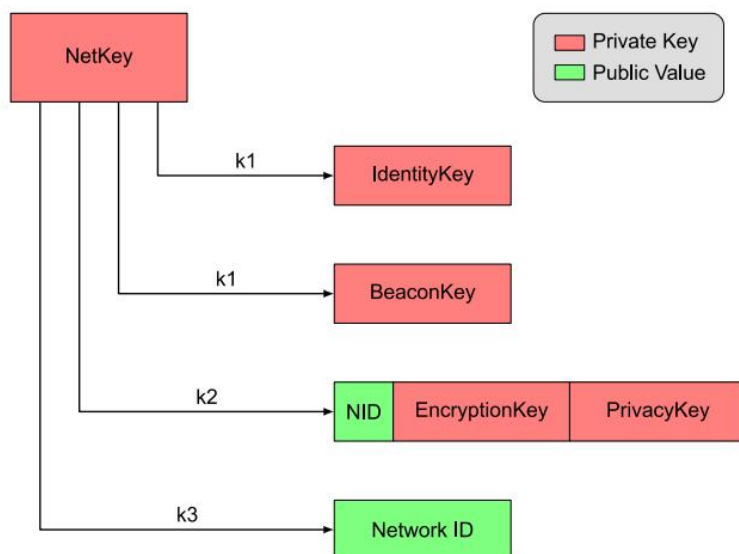 NetKey
Private Key
Public Value
k1
IdentityKey
k1
BeaconKey
k2
NID
EncryptionKey
PrivacyKey
k3
Network ID